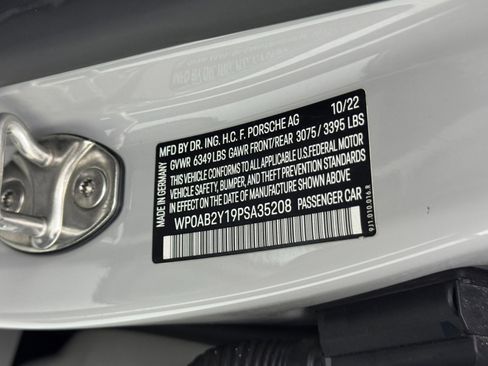 MFD BY DR. ING. H.C. F. PORSCHE AG 10/22
GVWR 6349LBS GAWR FRONT/REAR 3075/3395 LBS
THIS VEHICLE CONFORMS TO ALL APPLICABLE U.S.FEDERAL MOTOR
VEHICLE SAFETY, BUMPER, AND THEFT PREVENTION STANDARDS
IN EFFECT ON THE DATE OF MANUFACTURE SHOWN ABOVE
WP0AB2Y19PSA35208 PASSENGER CAR
MADE IN GERMANY
9J1.010.016.R